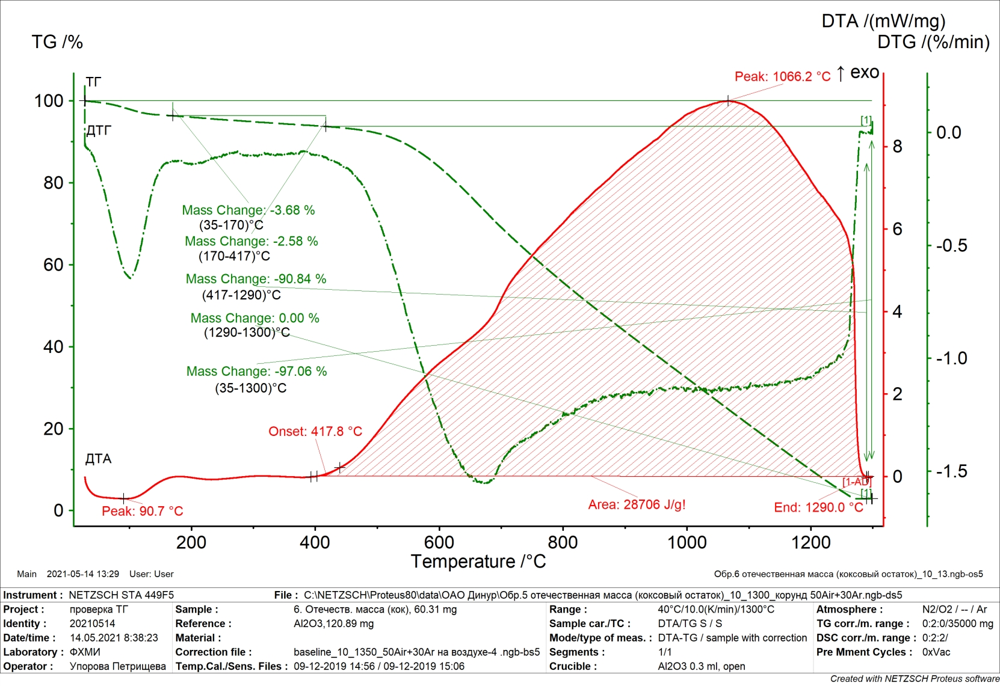 DTA /(mW/mg)
TG /%
DTG /(%/min)
Peak: 1066.2 °C
↑ exo
ТГ
100
[1]
ДТГ
0.0
8
80
Mass Change: -3.68 %
(35-170)°C
6
Mass Change: -2.58 %
-0.5
(170-417)°C
60
Mass Change: -90.84 %
(417-1290)°C
4
Mass Change: 0.00 %
(1290-1300)°C
40
-1.0
Mass Change: -97.06 %
(35-1300)°C
2
20
Onset: 417.8 °C
ДТА
0
-1.5
[1-AD]
[1]
Area: 28706 J/g!
End: 1290.0 °C
Peak: 90.7 °C
0
200 400 600 800 1000 1200
Temperature /°C
Main 2021-05-14 13:29 User: User
Обр.6 отечественная масса (коксовый остаток)_10_13.ngb-os5
Instrument : NETZSCH STA 449F5 File : C:\NETZSCH\Proteus80\data\ОАО Динур\Обр.5 отечественная масса (коксовый остаток)_10_1300_корунд 50Air+30Ar.ngb-ds5
Project : проверка ТГ Sample : 6. Отечеств. масса (кок), 60.31 mg Range : 40°C/10.0(K/min)/1300°C Atmosphere : N2/O2 / -- / Ar
Identity : 20210514 Reference : Al2O3,120.89 mg Sample car./TC : DTA/TG S / S TG corr./m. range : 0:2:0/35000 mg
Date/time : 14.05.2021 8:38:23 Material : Mode/type of meas. : DTA-TG / sample with correction DSC corr./m. range : 0:2:2/
Laboratory : ФХМИ Correction file : baseline_10_1350_50Air+30Ar на воздухе-4 .ngb-bs5 Segments : 1/1 Pre Mment Cycles : 0xVac
Operator : Упорова Петрищева Temp.Cal./Sens. Files : 09-12-2019 14:56 / 09-12-2019 15:06 Crucible : Al2O3 0.3 ml, open
Created with NETZSCH Proteus software